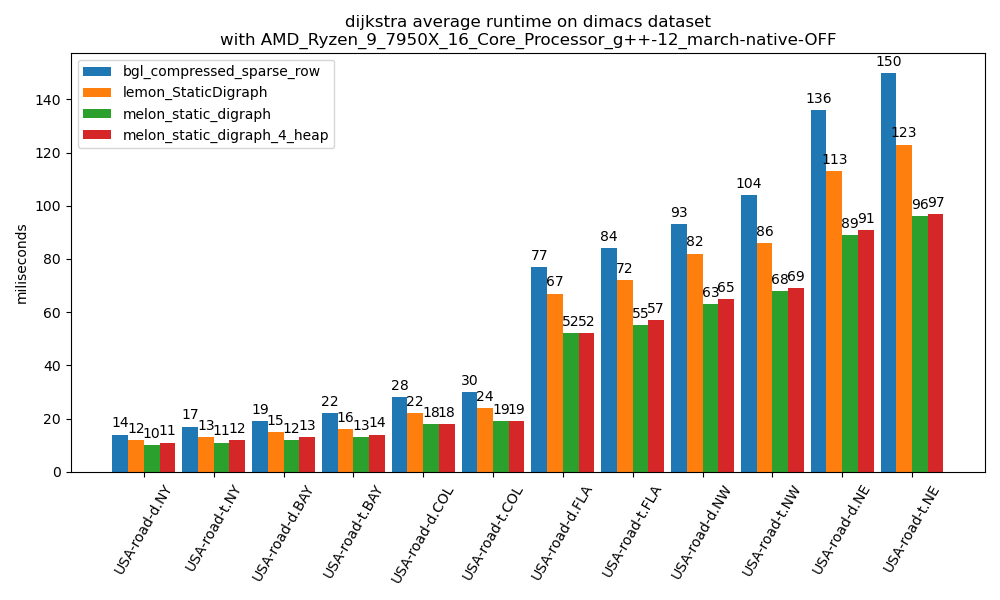 dijkstra average runtime on dimacs dataset
with AMD_Ryzen_9_7950X_16_Core_Processor_g++-12_march-native-OFF
bgl_compressed_sparse_row
lemon_StaticDigraph
melon_static_digraph
melon_static_digraph_4_heap
miliseconds
140
120
100
80
60
40
20
0
14 12 10 11
17 13 11 12
19 15 12 13
22 16 13 14
28 22 18 18
30 24 19 19
77 67 52 52
84 72 55 57
93 82 63 65
104 86 68 69
136 113 89 91
150 123 96 97
USA-road-d.NY
USA-road-t.NY
USA-road-d.BAY
USA-road-t.BAY
USA-road-d.COL
USA-road-t.COL
USA-road-d.FLA
USA-road-t.FLA
USA-road-d.NW
USA-road-t.NW
USA-road-d.NE
USA-road-t.NE